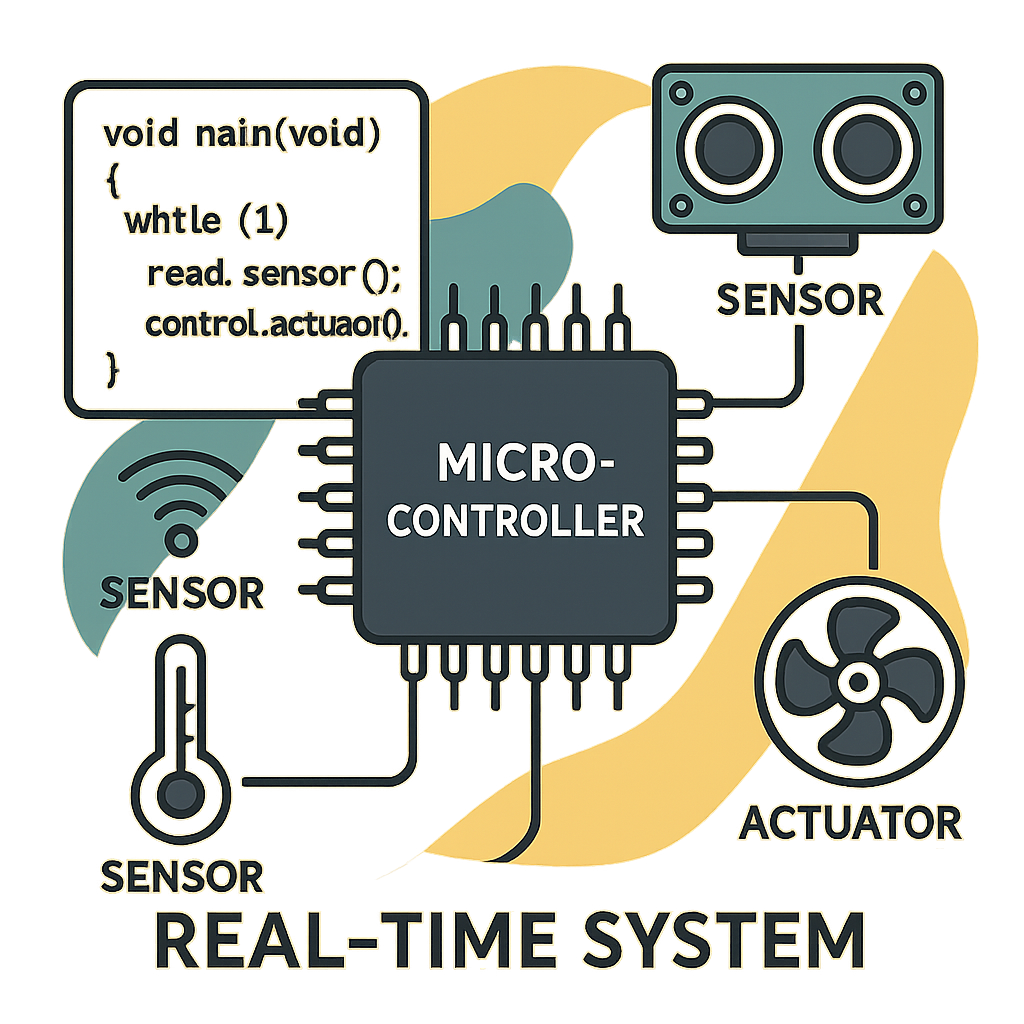 void nain(void)
{
whtle (1)
read. sensor ();
control.actuaor().
}
SENSOR
MICRO-
CONTROLLER
SENSOR
ACTUATOR
SENSOR
REAL-TIME SYSTEM